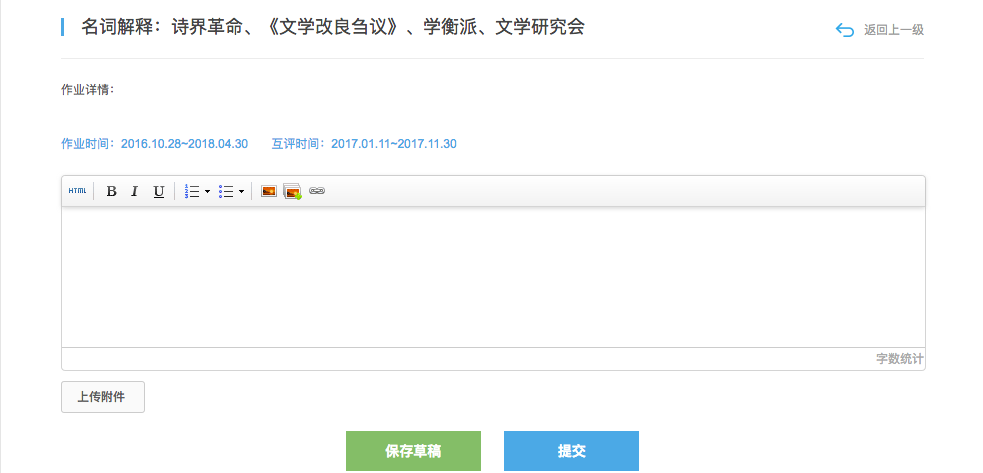 名词解释：诗界革命、《文学改良刍议》、学衡派、文学研究会
返回上一级
作业详情：
作业时间：2016.10.28~2018.04.30 互评时间：2017.01.11~2017.11.30
HTML B I U
字数统计
上传附件
保存草稿 提交